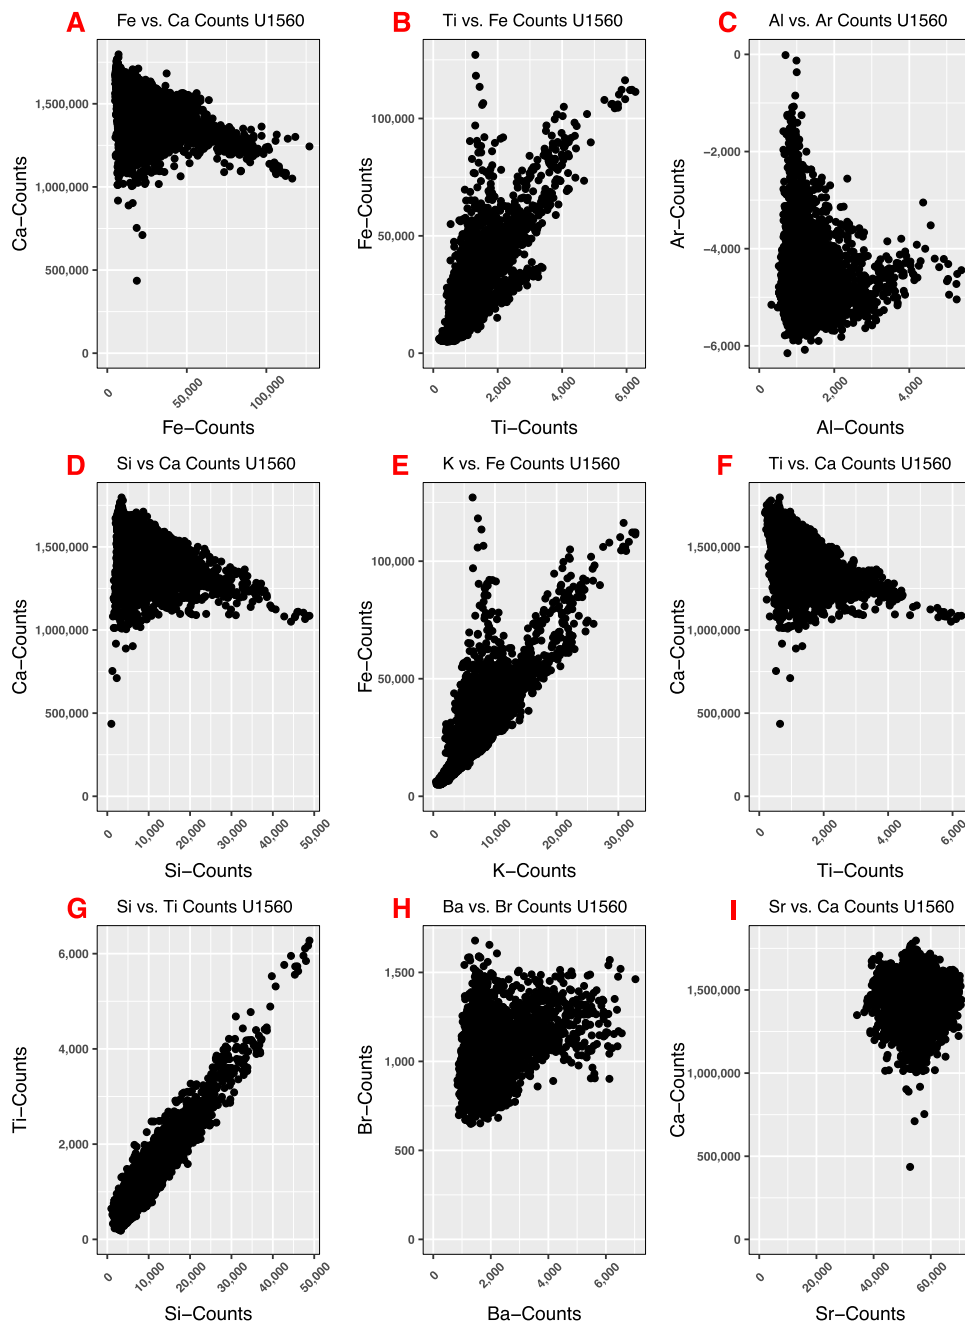 A Fe vs. Ca Counts U1560
Ca−Counts
1,500,000
1,000,000
500,000
0
0 50,000 100,000
Fe−Counts
B Ti vs. Fe Counts U1560
Fe−Counts
100,000
50,000
0
0 2,000 4,000 6,000
Ti−Counts
C Al vs. Ar Counts U1560
Ar−Counts
0
−2,000
−4,000
−6,000
0 2,000 4,000
Al−Counts
D Si vs Ca Counts U1560
Ca−Counts
1,500,000
1,000,000
500,000
0
0 10,000 20,000 30,000 40,000 50,000
Si−Counts
E K vs. Fe Counts U1560
Fe−Counts
100,000
50,000
0
0 10,000 20,000 30,000
K−Counts
F Ti vs. Ca Counts U1560
Ca−Counts
1,500,000
1,000,000
500,000
0
0 2,000 4,000 6,000
Ti−Counts
G Si vs. Ti Counts U1560
Ti−Counts
6,000
4,000
2,000
0
0 10,000 20,000 30,000 40,000 50,000
Si−Counts
H Ba vs. Br Counts U1560
Br−Counts
1,500
1,000
500
0
0 2,000 4,000 6,000
Ba−Counts
I Sr vs. Ca Counts U1560
Ca−Counts
1,500,000
1,000,000
500,000
0
0 20,000 40,000 60,000
Sr−Counts